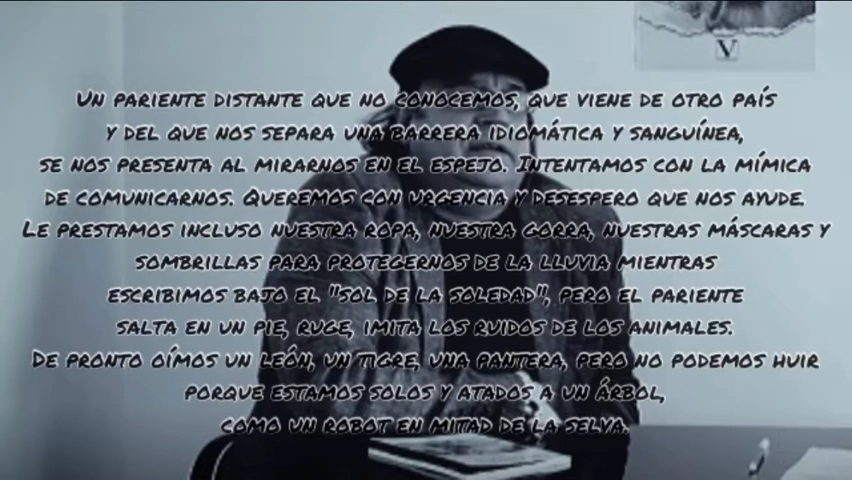 V
Un pariente distante que no conocemos, que viene de otro país
y del que nos separa una barrera idiomática y sanguínea,
se nos presenta al mirarnos en el espejo. Intentamos con la mímica
de comunicarnos. Queremos con urgencia y desespero que nos ayude.
Le prestamos incluso nuestra ropa, nuestra gorra, nuestras máscaras y
sombrillas para protegernos de la lluvia mientras
escribimos bajo el "sol de la soledad", pero el pariente
salta en un pie, ruge, imita los ruidos de los animales.
De pronto oímos un león, un tigre, una pantera, pero no podemos huir
porque estamos solos y atados a un árbol,
como un robot en mitad de la selva.